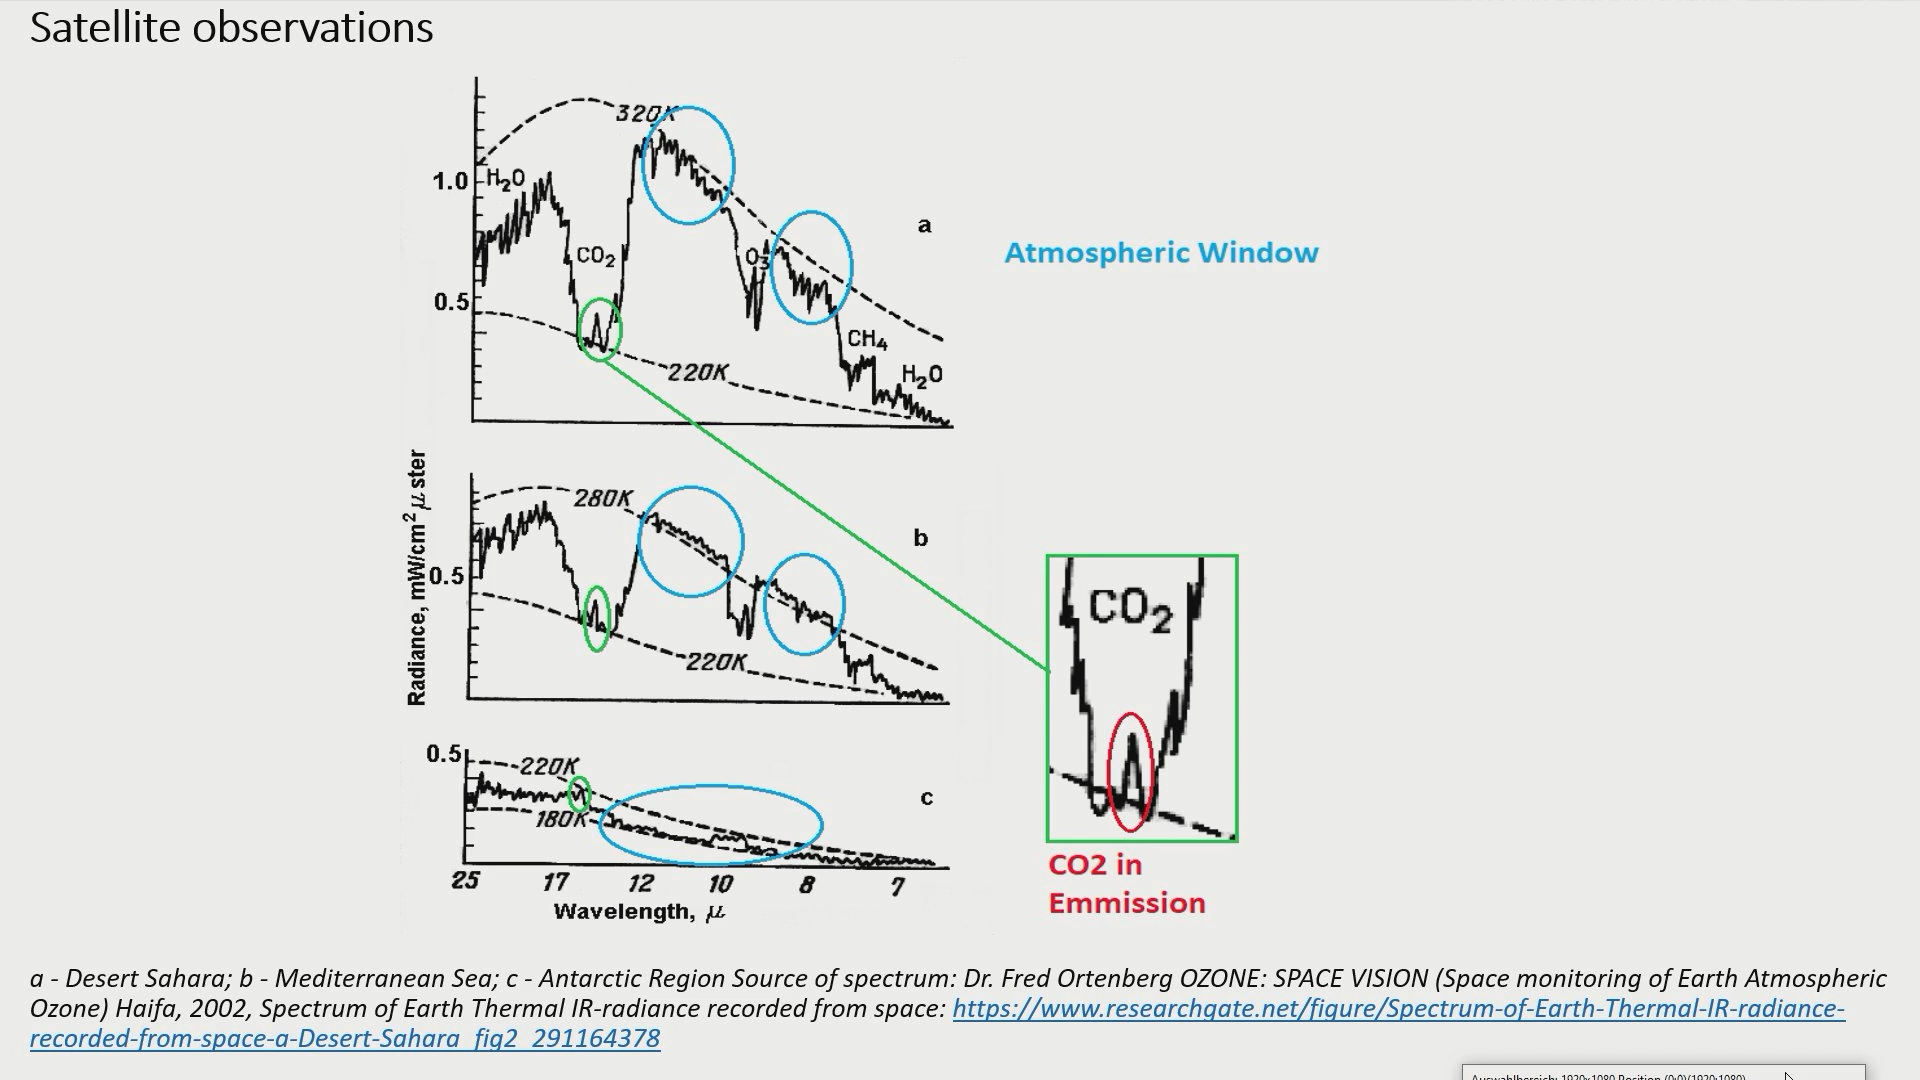 Satellite observations
320K
1.0
H₂O
a
CO₂
O₃
Atmospheric Window
0.5
CH₄
220K
H₂O
Radiance, mW/cm² μ ster
280K
b
0.5
220K
CO₂
0.5
220K
c
180K
CO2 in
Emmission
25 17 12 10 8 7
Wavelength, μ
a - Desert Sahara; b - Mediterranean Sea; c - Antarctic Region Source of spectrum: Dr. Fred Ortenberg OZONE: SPACE VISION (Space monitoring of Earth Atmospheric
Ozone) Haifa, 2002, Spectrum of Earth Thermal IR-radiance recorded from space: https://www.researchgate.net/figure/Spectrum-of-Earth-Thermal-IR-radiance-
recorded-from-space-a-Desert-Sahara_fig2_291164378